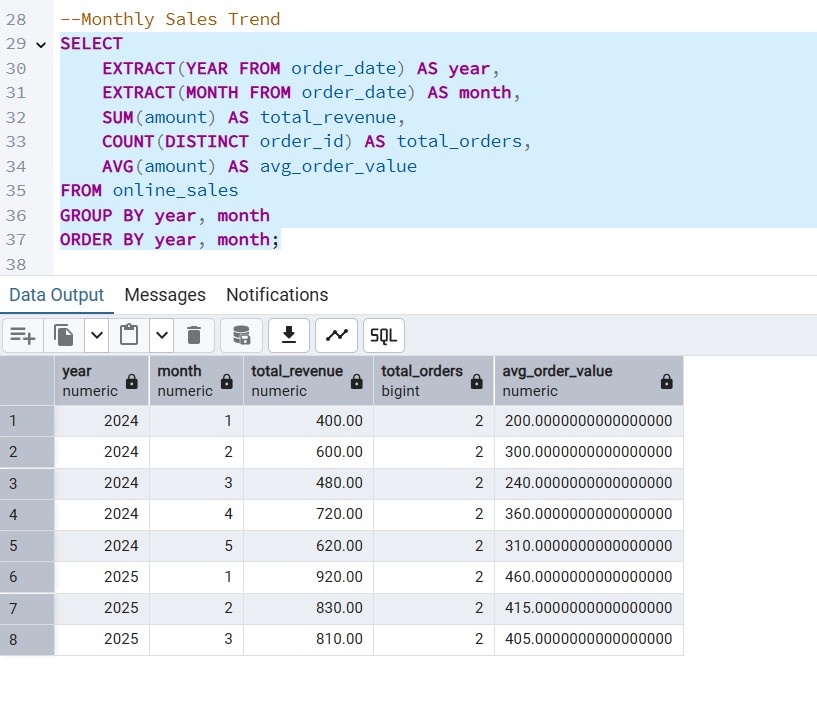 28 --Monthly Sales Trend
29 SELECT
30 EXTRACT(YEAR FROM order_date) AS year,
31 EXTRACT(MONTH FROM order_date) AS month,
32 SUM(amount) AS total_revenue,
33 COUNT(DISTINCT order_id) AS total_orders,
34 AVG(amount) AS avg_order_value
35 FROM online_sales
36 GROUP BY year, month
37 ORDER BY year, month;
38
Data Output Messages Notifications
SQL
year month total_revenue total_orders avg_order_value
numeric numeric numeric bigint numeric
1 2024 1 400.00 2 200.0000000000000000
2 2024 2 600.00 2 300.0000000000000000
3 2024 3 480.00 2 240.0000000000000000
4 2024 4 720.00 2 360.0000000000000000
5 2024 5 620.00 2 310.0000000000000000
6 2025 1 920.00 2 460.0000000000000000
7 2025 2 830.00 2 415.0000000000000000
8 2025 3 810.00 2 405.0000000000000000